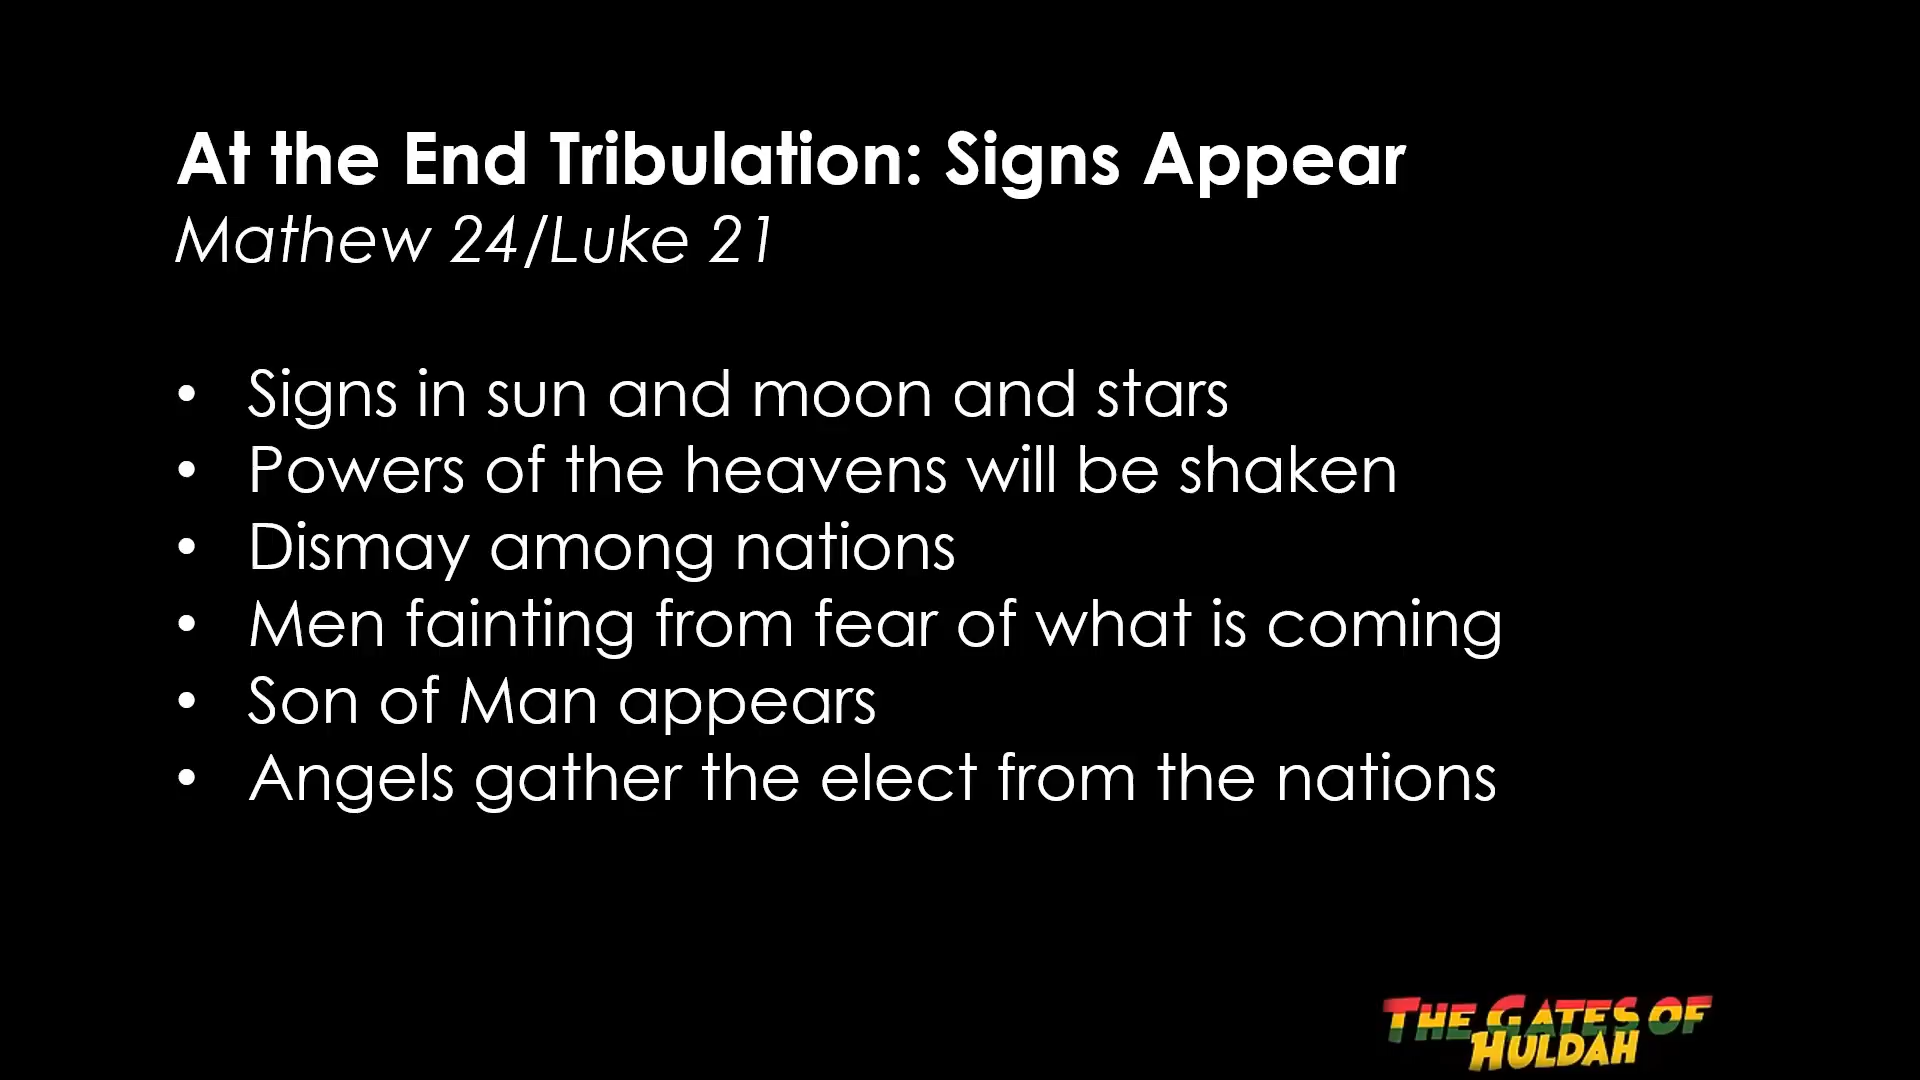 At the End Tribulation: Signs Appear
Mathew 24/Luke 21
• Signs in sun and moon and stars
• Powers of the heavens will be shaken
• Dismay among nations
• Men fainting from fear of what is coming
• Son of Man appears
• Angels gather the elect from the nations
THE GATES OF
HULDAH